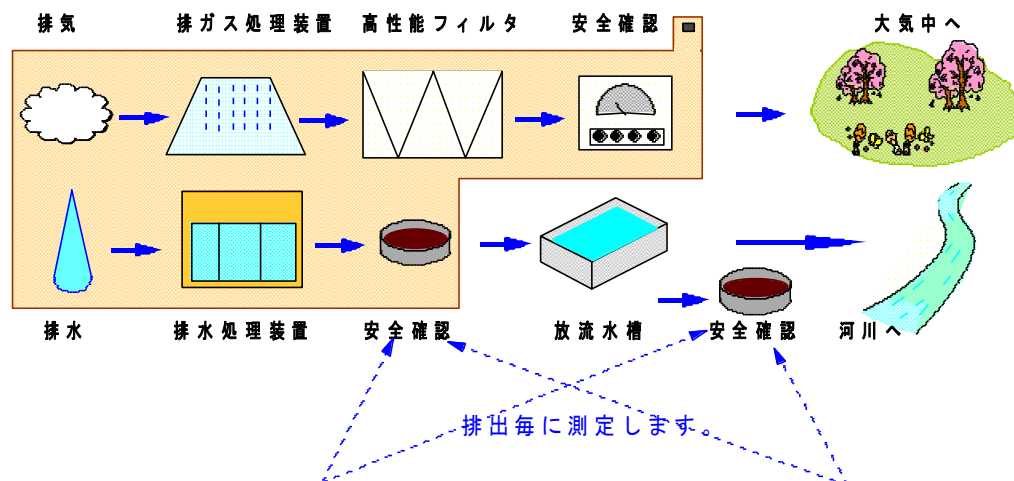 排気
排ガス処理装置
高性能フィルタ
安全確認
大気中へ
排水
排水処理装置
安全確認
放流水槽
安全確認
河川へ
排出毎に測定します。